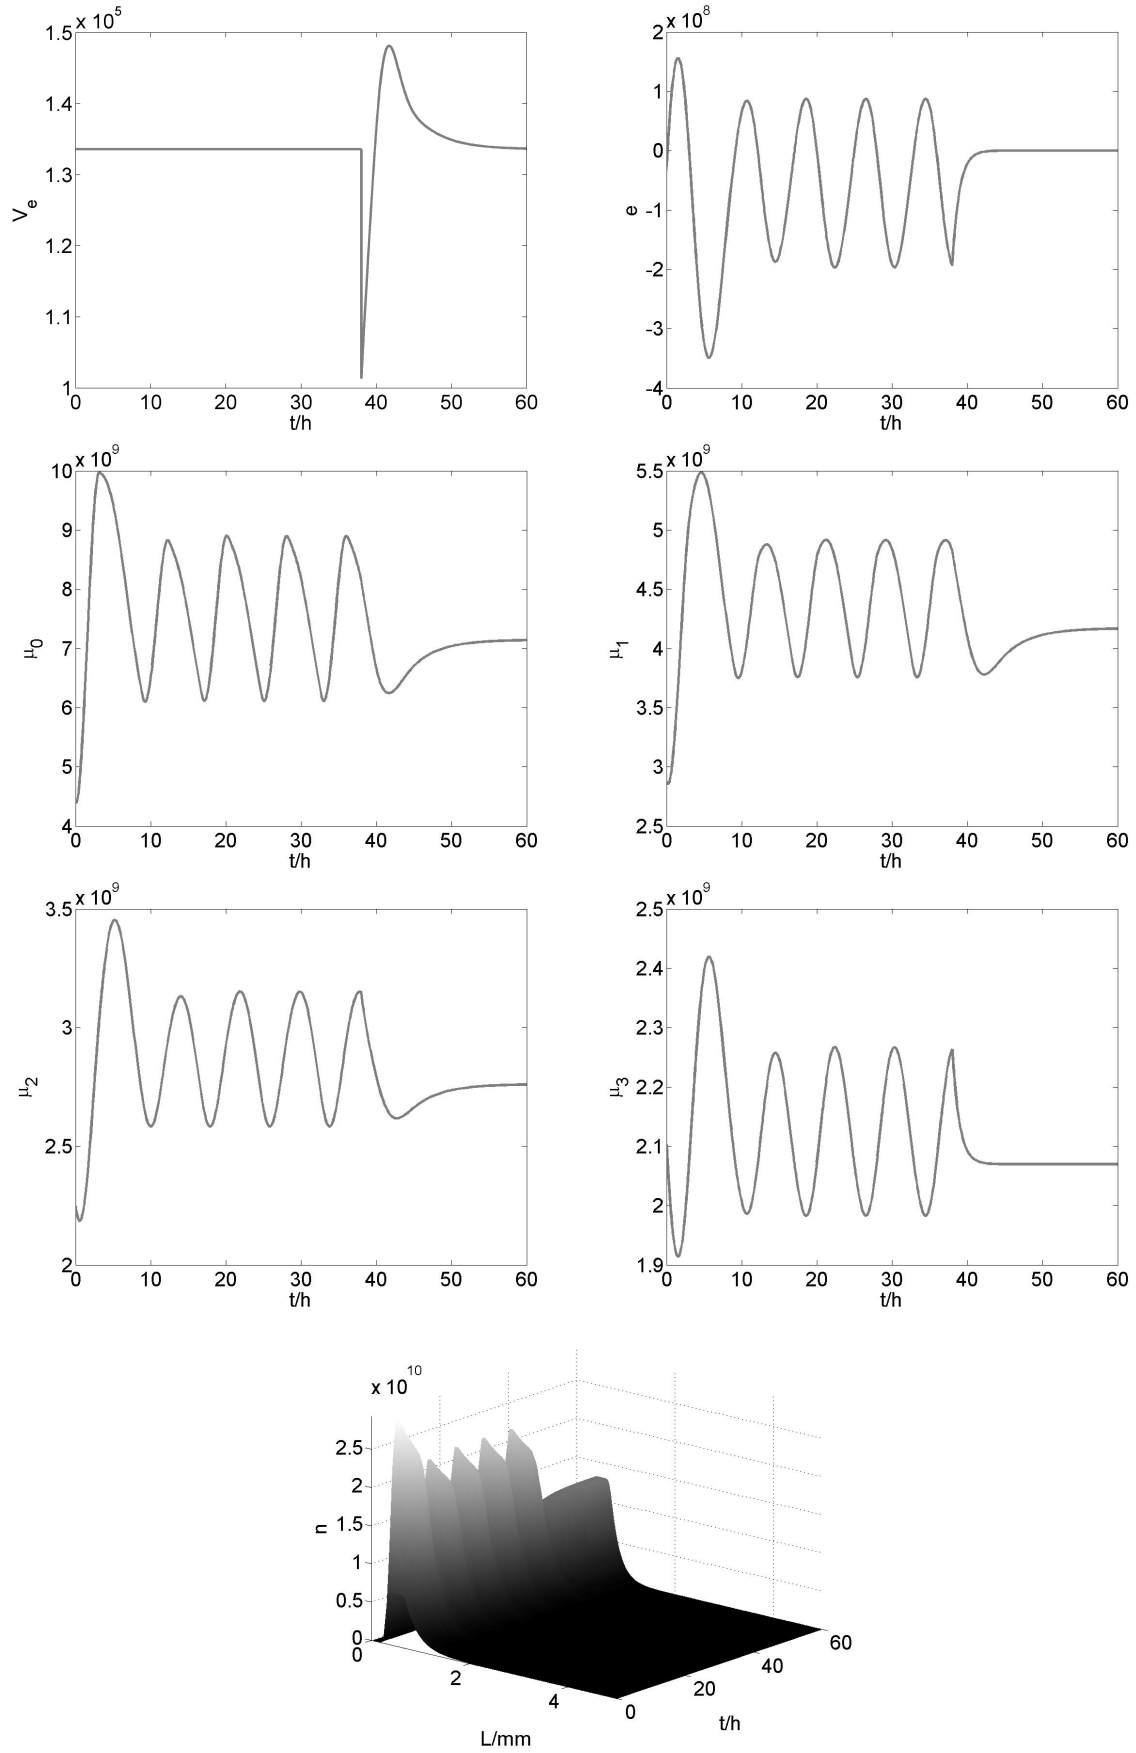 x 10^5
1.5
1.4
1.3
1.2
1.1
1
V_e
0 10 20 30 40 50 60
t/h
x 10^8
2
1
0
-1
-2
-3
-4
e
0 10 20 30 40 50 60
t/h
x 10^9
10
9
8
7
6
5
4
μ_0
0 10 20 30 40 50 60
t/h
x 10^9
5.5
5
4.5
4
3.5
3
2.5
μ_1
0 10 20 30 40 50 60
t/h
x 10^9
3.5
3
2.5
2
μ_2
0 10 20 30 40 50 60
t/h
x 10^9
2.5
2.4
2.3
2.2
2.1
2
1.9
μ_3
0 10 20 30 40 50 60
t/h
x 10^10
2.5
2
1.5
1
0.5
0
n
0
2
4
L/mm
0
20
40
60
t/h